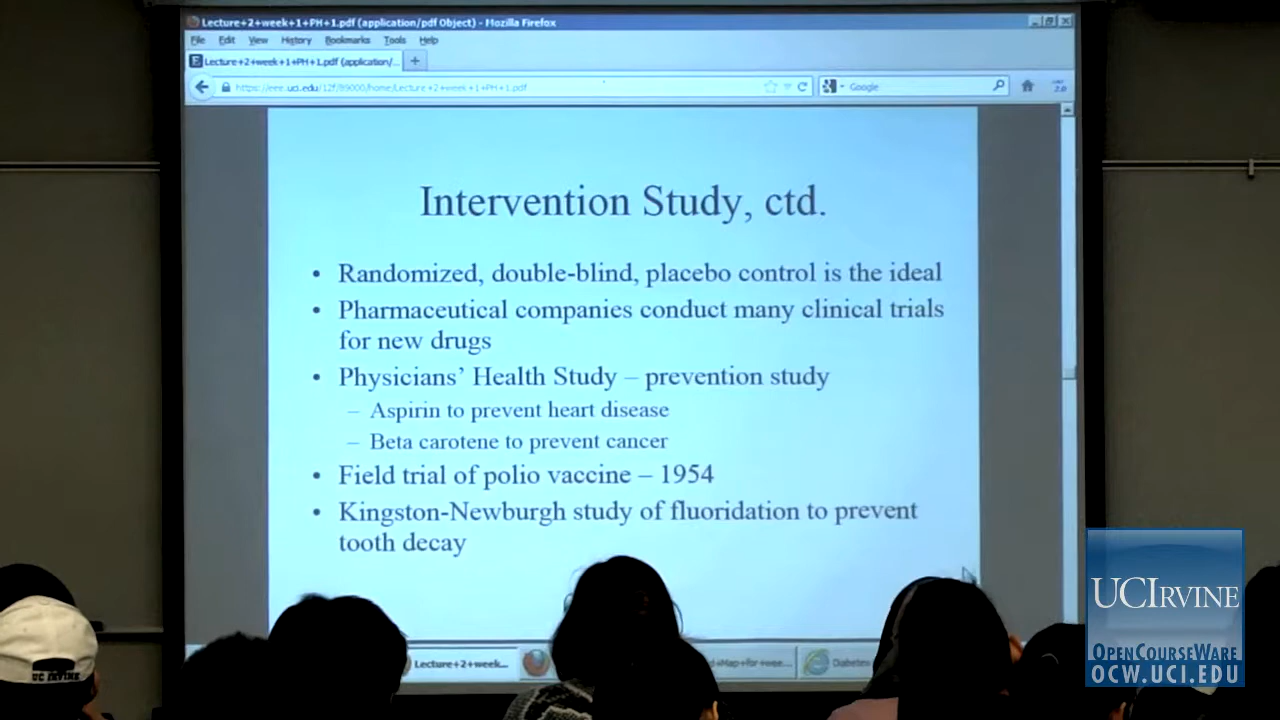 Lecture+2+week+1+PH+1.pdf (application/pdf Object) - Mozilla Firefox
File Edit View History Bookmarks Tools Help
Lecture+2+week+1+PH+1.pdf (application/...
https://eee.uci.edu/12f/89000/home/Lecture+2+week+1+PH+1.pdf
Google
Intervention Study, ctd.
• Randomized, double-blind, placebo control is the ideal
• Pharmaceutical companies conduct many clinical trials
for new drugs
• Physicians' Health Study – prevention study
– Aspirin to prevent heart disease
– Beta carotene to prevent cancer
• Field trial of polio vaccine – 1954
• Kingston-Newburgh study of fluoridation to prevent
tooth decay
Lecture+2+week...
Diabetes
UC IRVINE
UCIRVINE
OPENCOURSEWARE
OCW.UCI.EDU